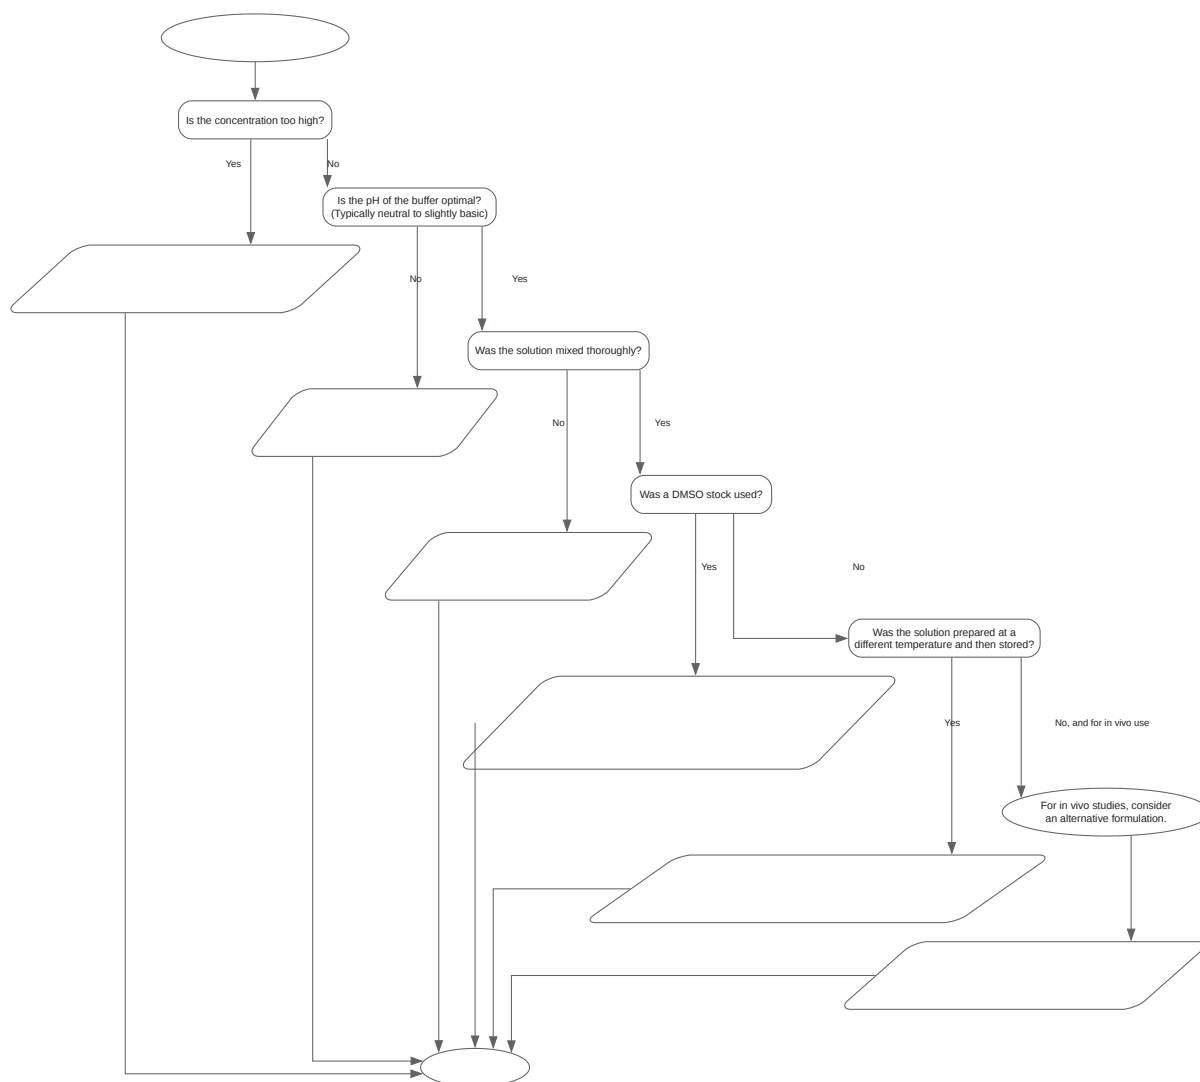 Is the concentration too high?
Yes
No
Is the pH of the buffer optimal?
(Typically neutral to slightly basic)
No
Yes
Was the solution mixed thoroughly?
No
Yes
Was a DMSO stock used?
Yes
No
Was the solution prepared at a
different temperature and then stored?
Yes
No, and for in vivo use
For in vivo studies, consider
an alternative formulation.